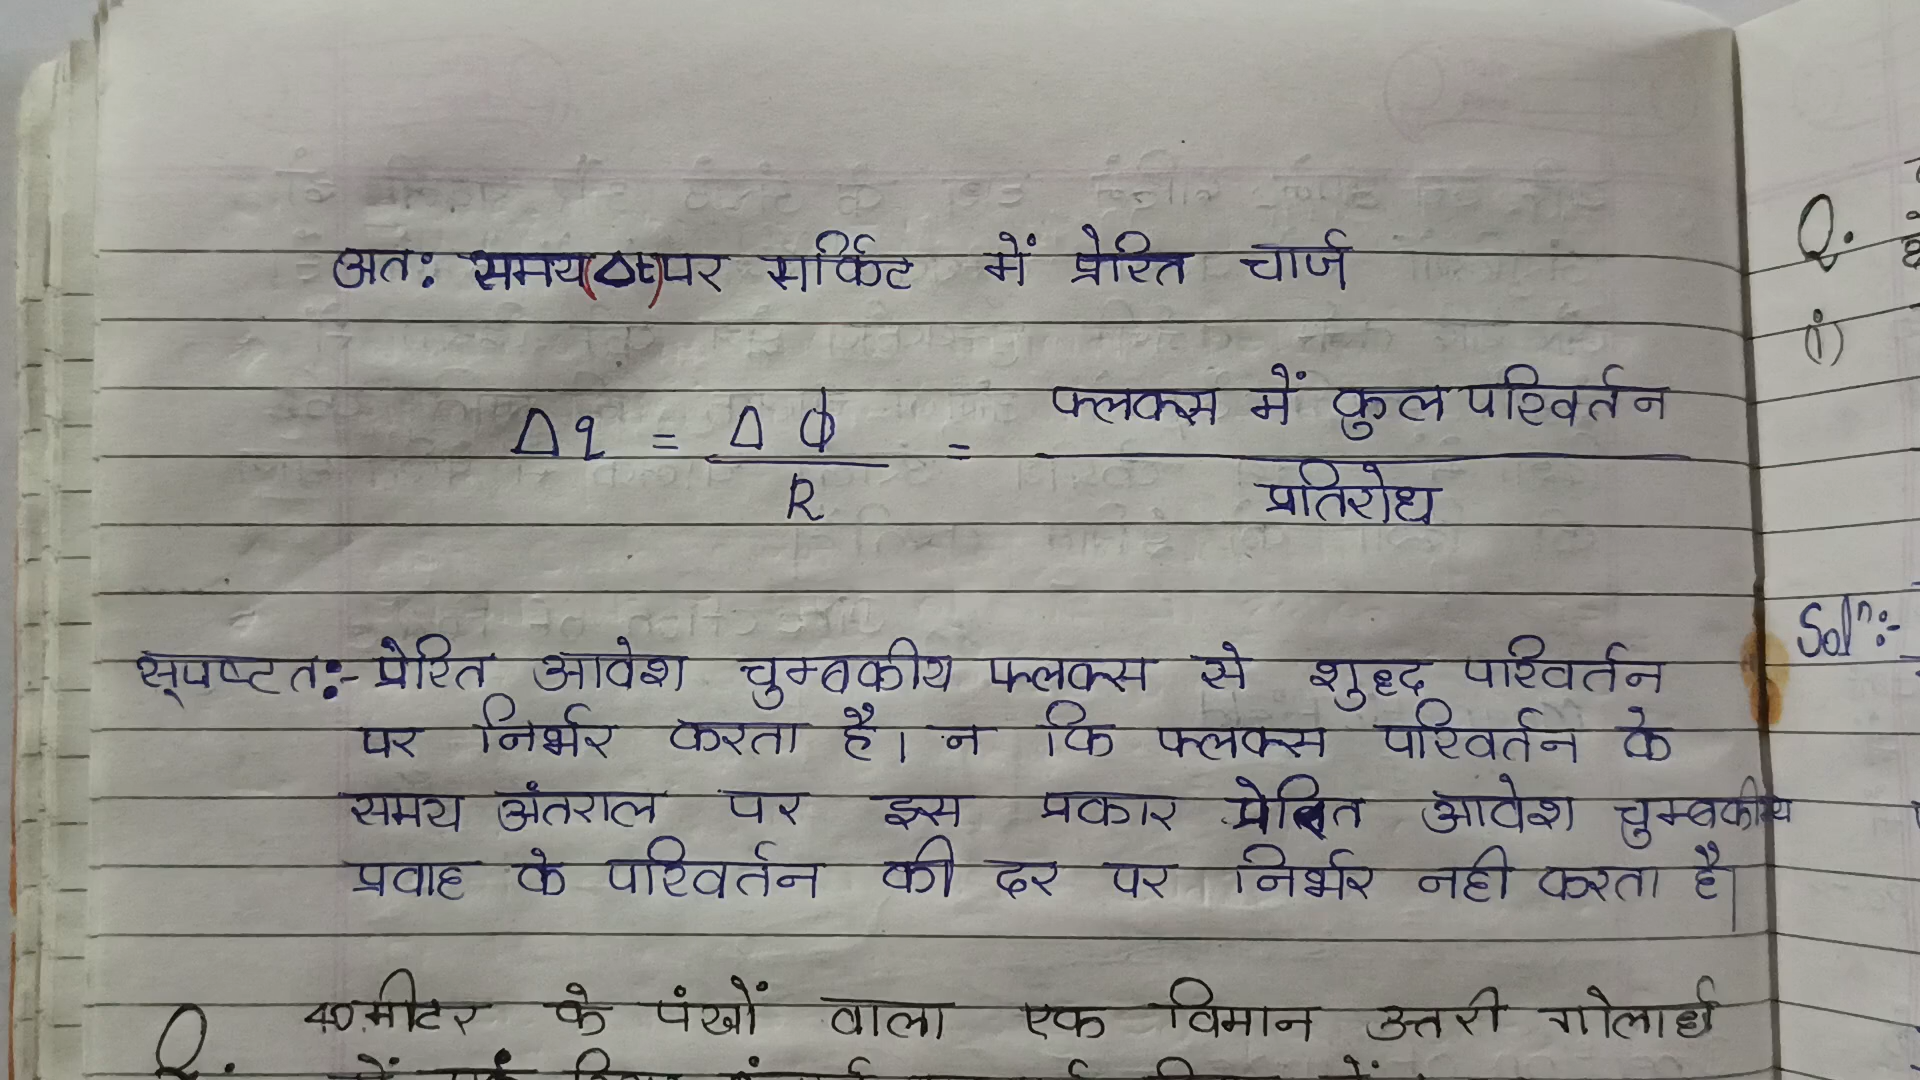 अतः समय(Δt)पर सर्किट में प्रेरित चार्ज
Δq = Δ ϕ / R = फ्लक्स में कुल परिवर्तन / प्रतिरोध
स्पष्टतः:- प्रेरित आवेश चुम्बकीय फ्लक्स से शुद्ध परिवर्तन
पर निर्भर करता है। न कि फ्लक्स परिवर्तन के
समय अंतराल पर इस प्रकार प्रेरित आवेश चुम्बकीय
प्रवाह के परिवर्तन की दर पर निर्भर नही करता है।
Q. 40 मीटर के पंखों वाला एक विमान उत्तरी गोलार्ध
Q.
(i)
Solⁿ:-